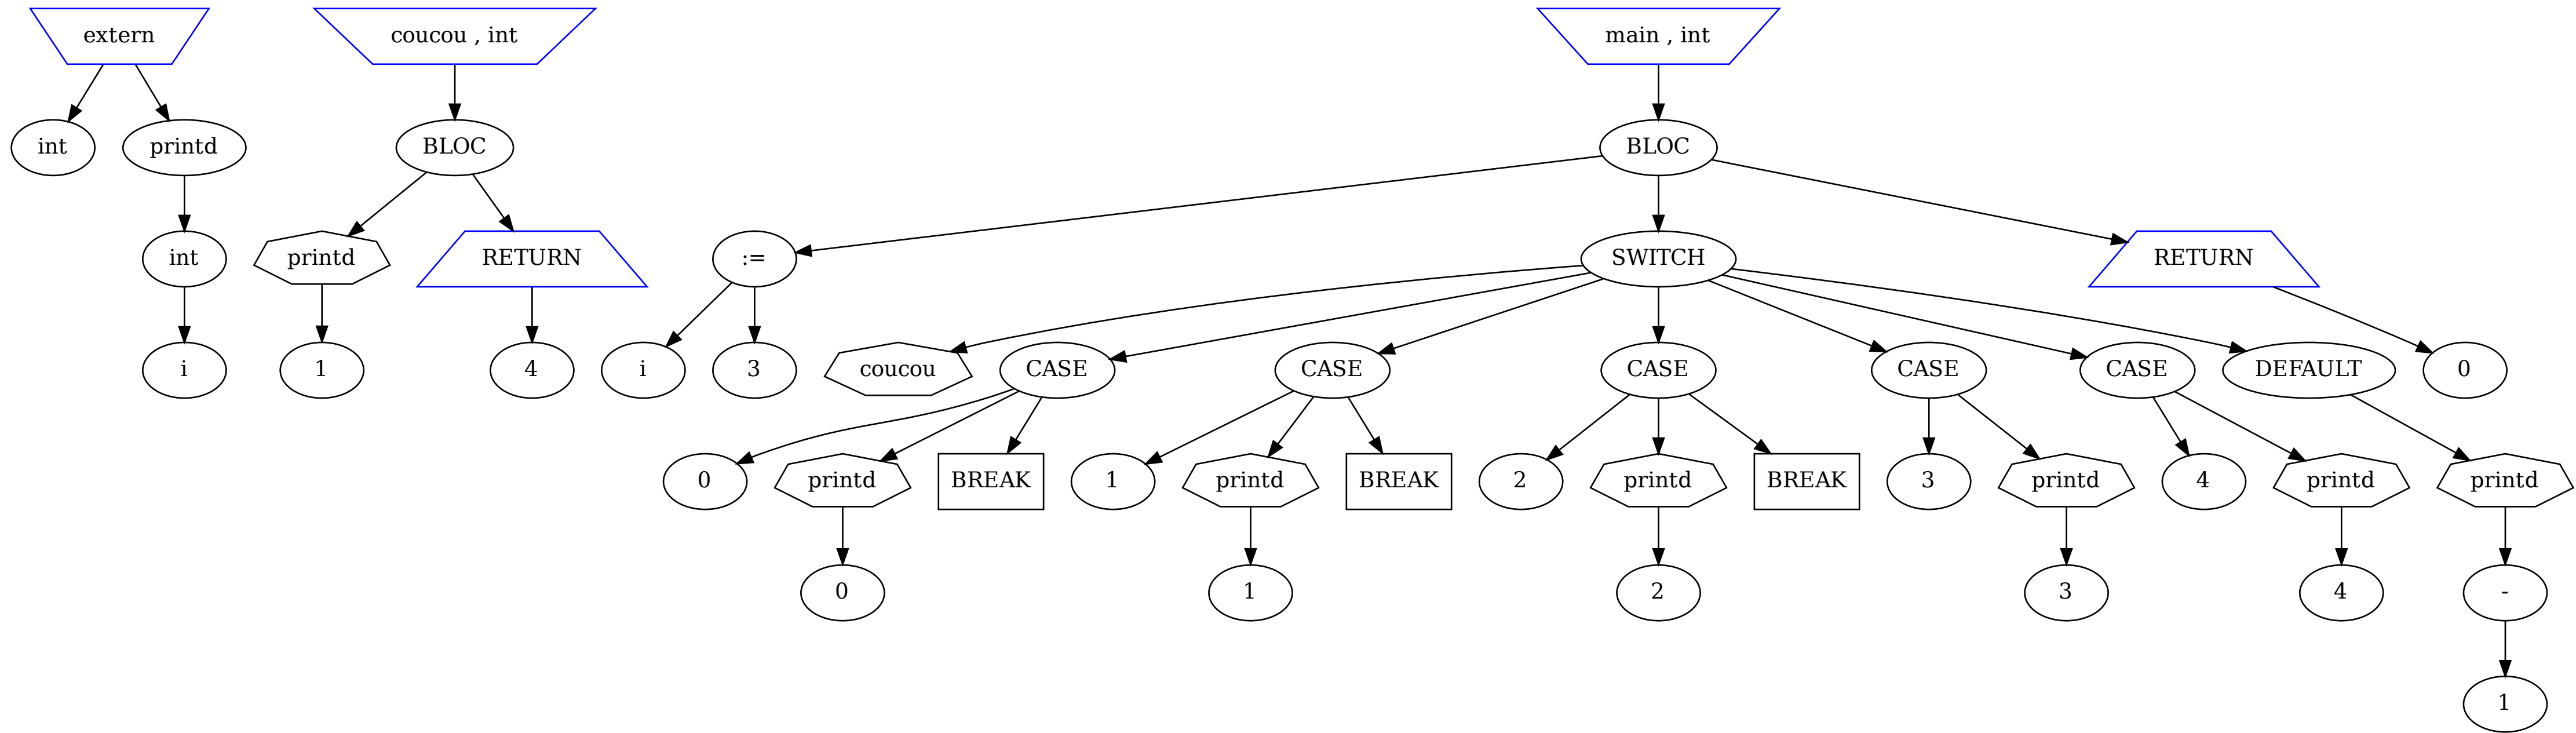 extern
coucou , int
main , int
int
printd
BLOC
BLOC
int
printd
RETURN
:=
SWITCH
RETURN
i
1
4
i
3
coucou
CASE
CASE
CASE
CASE
CASE
DEFAULT
0
0
printd
BREAK
1
printd
BREAK
2
printd
BREAK
3
printd
4
printd
printd
0
1
2
3
4
-
1